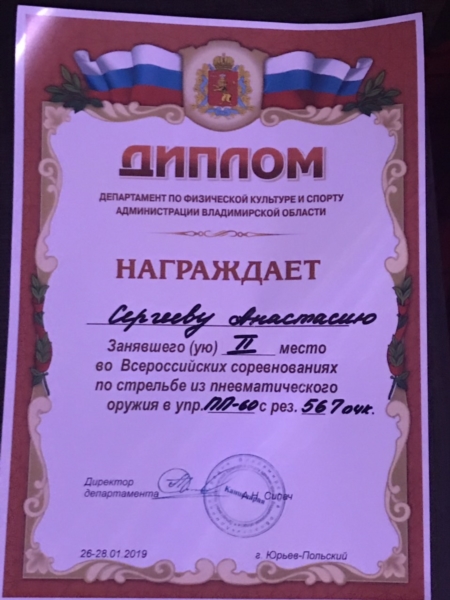 ДИПЛОМ
ДЕПАРТАМЕНТ ПО ФИЗИЧЕСКОЙ КУЛЬТУРЕ И СПОРТУ
АДМИНИСТРАЦИИ ВЛАДИМИРСКОЙ ОБЛАСТИ
НАГРАЖДАЕТ
Сергееву Анастасию
Занявшего (ую) II место
во Всероссийских соревнованиях
по стрельбе из пневматического
оружия в упр. ПП-60 с рез. 567 очк.
Директор
департамента А.Н. Сипач
Канцелярия
26-28.01.2019 г. Юрьев-Польский